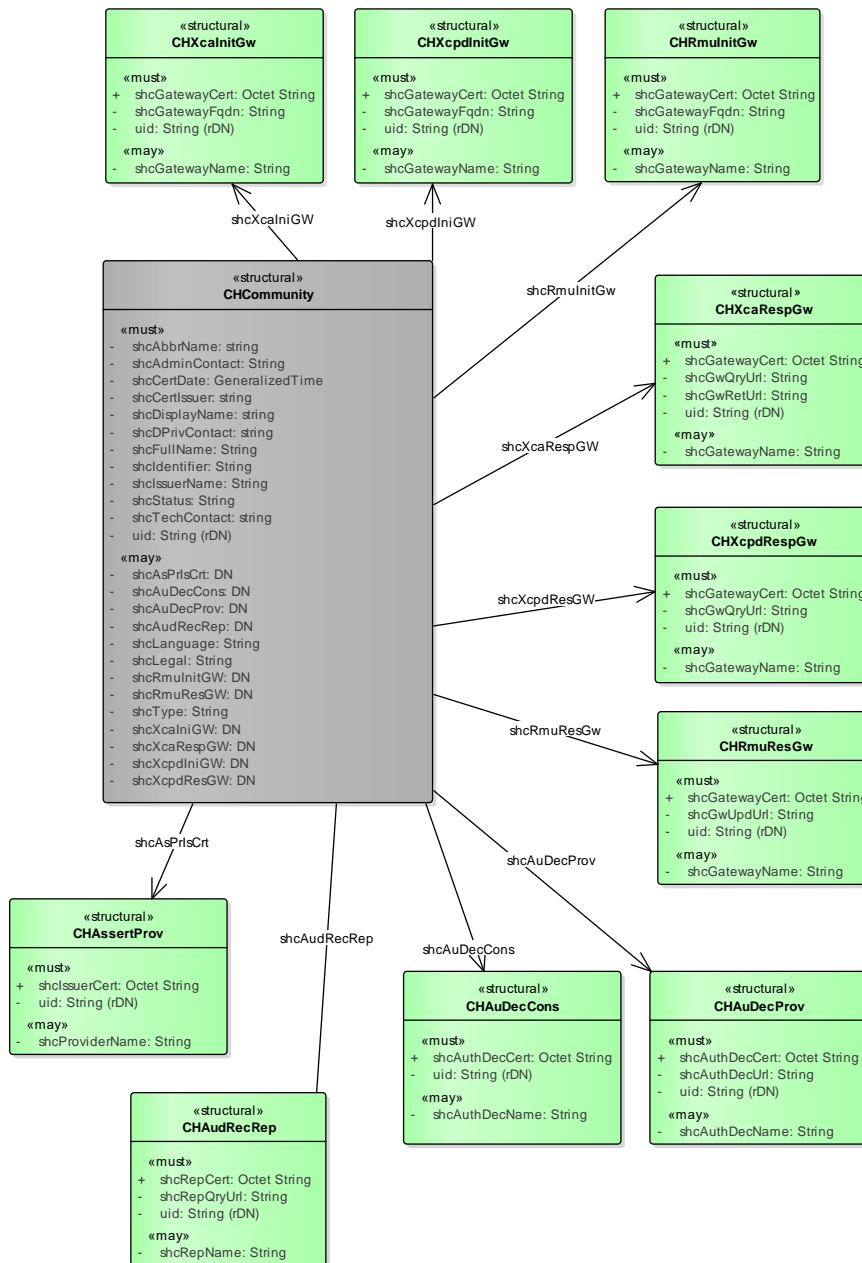 «structural»
CHXcaInitGw
«must»
+ shcGatewayCert: Octet String
- shcGatewayFqdn: String
- uid: String (rDN)
«may»
- shcGatewayName: String
«structural»
CHXcpdInitGw
«must»
+ shcGatewayCert: Octet String
- shcGatewayFqdn: String
- uid: String (rDN)
«may»
- shcGatewayName: String
«structural»
CHRmuInitGw
«must»
+ shcGatewayCert: Octet String
- shcGatewayFqdn: String
- uid: String (rDN)
«may»
- shcGatewayName: String
shcXcaIniGW
shcXcpdIniGW
shcRmuInitGw
«structural»
CHCommunity
«must»
- shcAbbrName: string
- shcAdminContact: String
- shcCertDate: GeneralizedTime
- shcCertIssuer: string
- shcDisplayName: string
- shcDPrivContact: string
- shcFullName: String
- shcIdentifier: String
- shcIssuerName: String
- shcStatus: String
- shcTechContact: string
- uid: String (rDN)
«may»
- shcAsPrIsCrt: DN
- shcAuDecCons: DN
- shcAuDecProv: DN
- shcAudRecRep: DN
- shcLanguage: String
- shcLegal: String
- shcRmuInitGW: DN
- shcRmuResGW: DN
- shcType: String
- shcXcaIniGW: DN
- shcXcaRespGW: DN
- shcXcpdIniGW: DN
- shcXcpdResGW: DN
«structural»
CHXcaRespGw
«must»
+ shcGatewayCert: Octet String
- shcGwQryUrl: String
- shcGwRetUrl: String
- uid: String (rDN)
«may»
- shcGatewayName: String
shcXcaRespGW
«structural»
CHXcpdRespGw
«must»
+ shcGatewayCert: Octet String
- shcGwQryUrl: String
- uid: String (rDN)
«may»
- shcGatewayName: String
shcXcpdResGW
shcRmuResGw
«structural»
CHRmuResGw
«must»
+ shcGatewayCert: Octet String
- shcGwUpdUrl: String
- uid: String (rDN)
«may»
- shcGatewayName: String
shcAsPrIsCrt
shcAudRecRep
shcAuDecCons
shcAuDecProv
«structural»
CHAssertProv
«must»
+ shcIssuerCert: Octet String
- uid: String (rDN)
«may»
- shcProviderName: String
«structural»
CHAuDecCons
«must»
+ shcAuthDecCert: Octet String
- uid: String (rDN)
«may»
- shcAuthDecName: String
«structural»
CHAuDecProv
«must»
+ shcAuthDecCert: Octet String
- shcAuthDecUrl: String
- uid: String (rDN)
«may»
- shcAuthDecName: String
«structural»
CHAudRecRep
«must»
+ shcRepCert: Octet String
- shcRepQryUrl: String
- uid: String (rDN)
«may»
- shcRepName: String